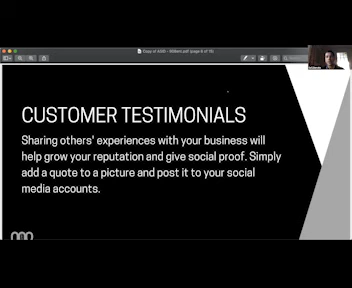 CUSTOMER TESTIMONIALS
Sharing others' experiences with your business will
help grow your reputation and give social proof. Simply
add a quote to a picture and post it to your social
media accounts.